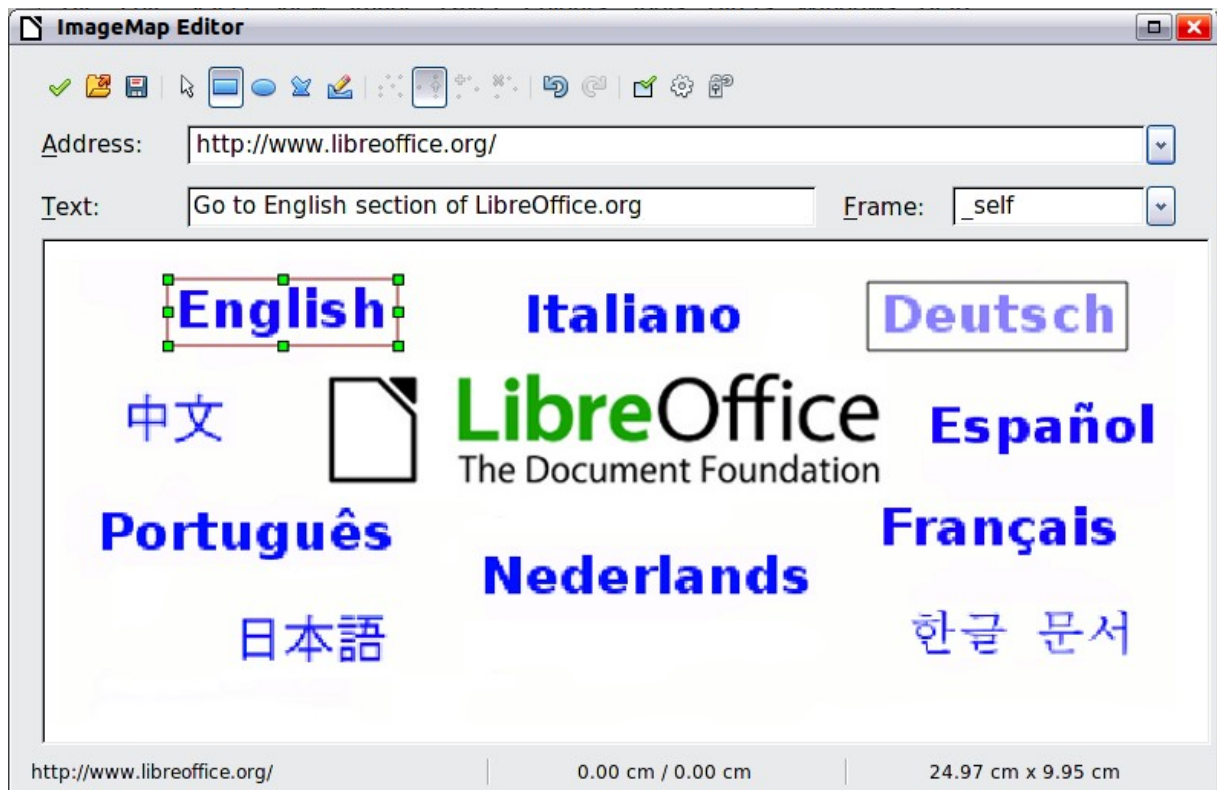 ImageMap Editor
Address: http://www.libreoffice.org/
Text: Go to English section of LibreOffice.org Frame: _self
English Italiano Deutsch
中文 LibreOffice Español
The Document Foundation
Português Français
Nederlands
日本語 한글 문서
http://www.libreoffice.org/ 0.00 cm / 0.00 cm 24.97 cm x 9.95 cm